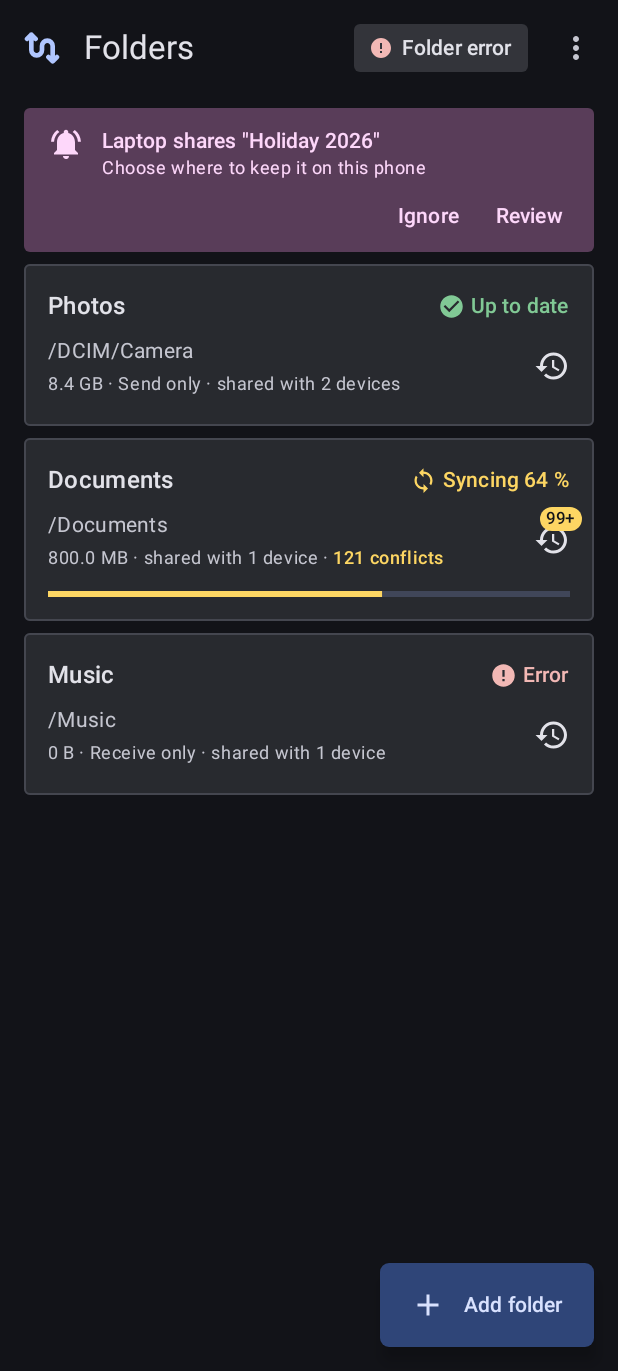 Folders
Folder error
Laptop shares "Holiday 2026"
Choose where to keep it on this phone
Ignore
Review
Photos
Up to date
/DCIM/Camera
8.4 GB · Send only · shared with 2 devices
Documents
Syncing 64 %
/Documents
99+
800.0 MB · shared with 1 device · 121 conflicts
Music
Error
/Music
0 B · Receive only · shared with 1 device
Add folder